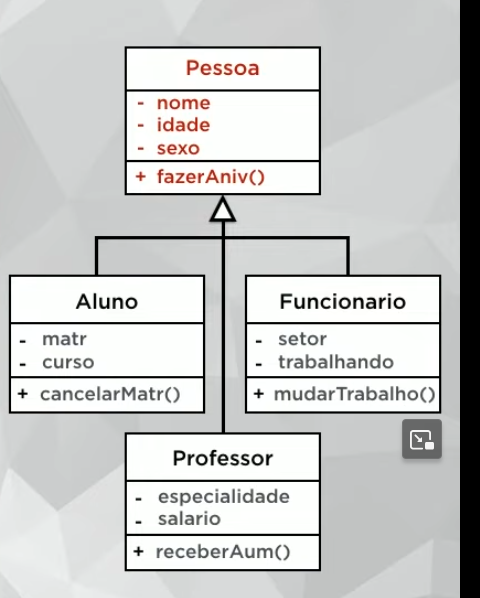 Pessoa
- nome
- idade
- sexo
+ fazerAniv()
Aluno
- matr
- curso
+ cancelarMatr()
Funcionario
- setor
- trabalhando
+ mudarTrabalho()
Professor
- especialidade
- salario
+ receberAum()